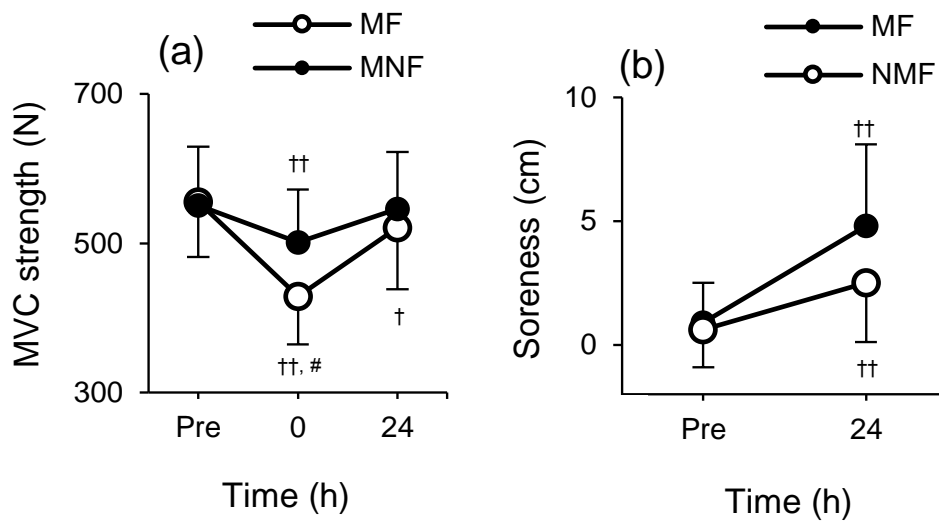 (a)
MF
MNF
MVC strength (N)
700
500
300
††
††, #
†
Pre
0
24
Time (h)
(b)
MF
NMF
Soreness (cm)
10
5
0
††
††
Pre
24
Time (h)